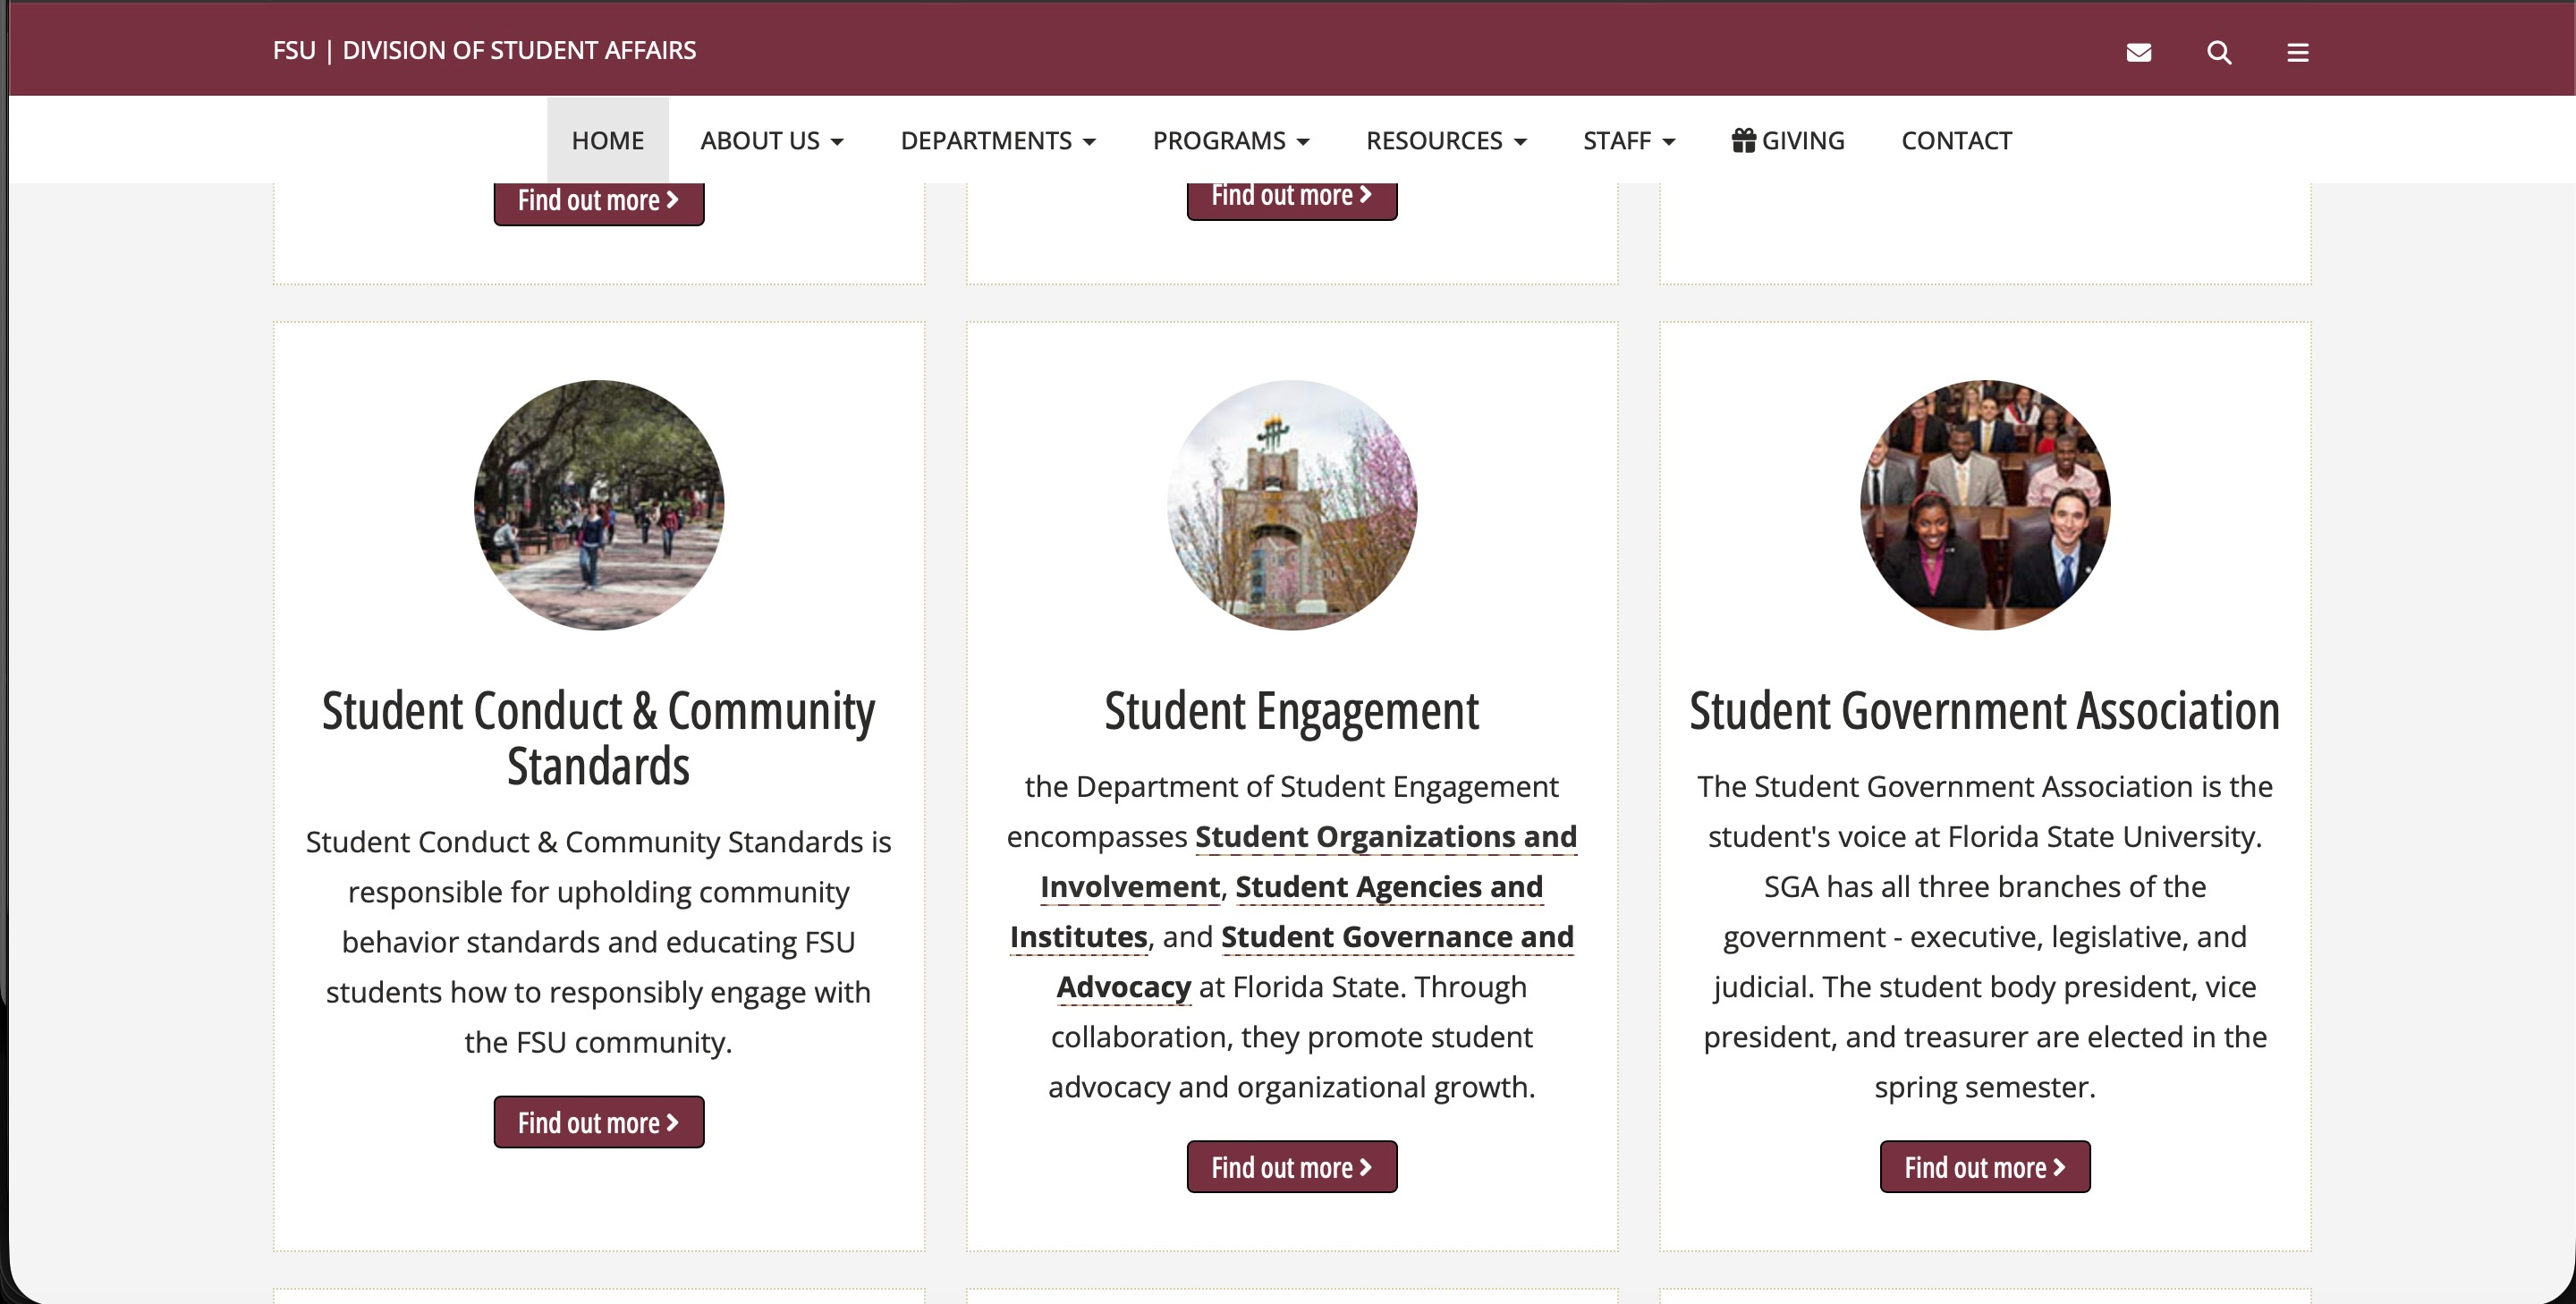 FSU | DIVISION OF STUDENT AFFAIRS
HOME ABOUT US DEPARTMENTS PROGRAMS RESOURCES STAFF GIVING CONTACT
Find out more
Find out more
Student Conduct & Community
Standards
Student Conduct & Community Standards is
responsible for upholding community
behavior standards and educating FSU
students how to responsibly engage with
the FSU community.
Find out more
Student Engagement
the Department of Student Engagement
encompasses Student Organizations and
Involvement, Student Agencies and
Institutes, and Student Governance and
Advocacy at Florida State. Through
collaboration, they promote student
advocacy and organizational growth.
Find out more
Student Government Association
The Student Government Association is the
student's voice at Florida State University.
SGA has all three branches of the
government - executive, legislative, and
judicial. The student body president, vice
president, and treasurer are elected in the
spring semester.
Find out more